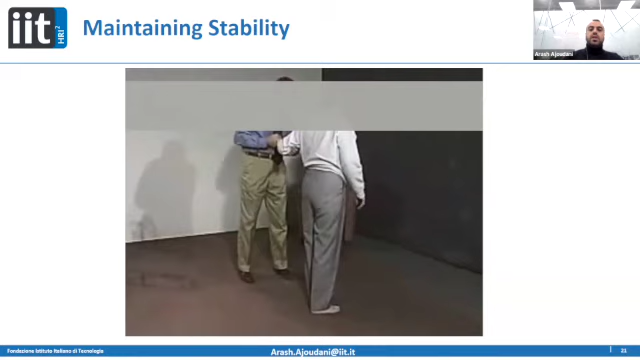 iit
HRI²
Maintaining Stability
Arash Ajoudani
Fondazione Istituto Italiano di Tecnologia
Arash.Ajoudani@iit.it
21